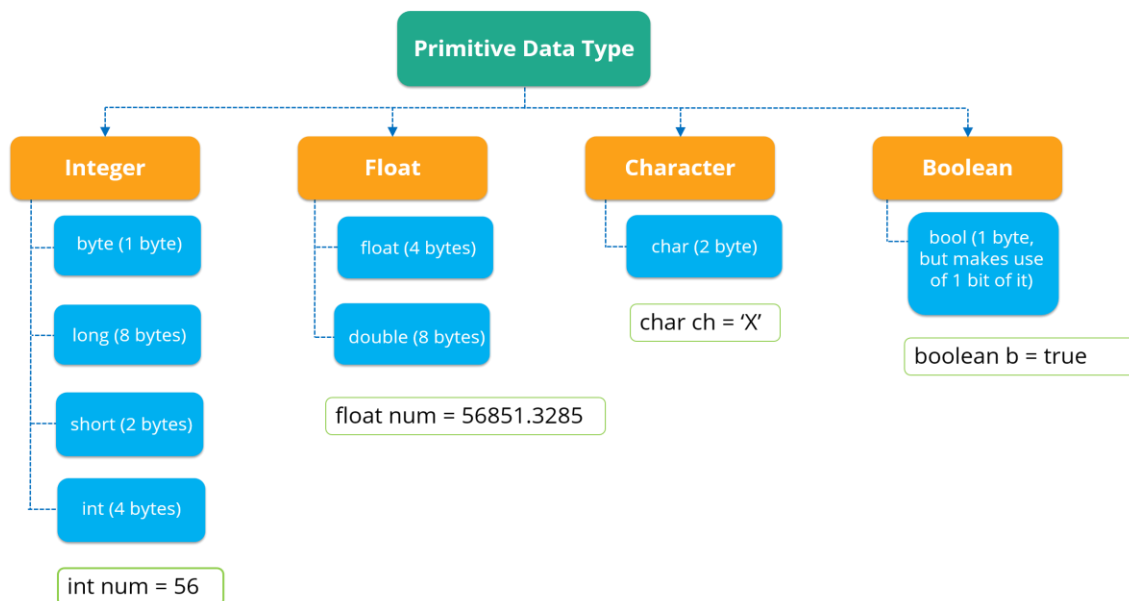 Primitive Data Type
Integer
Float
Character
Boolean
byte (1 byte)
long (8 bytes)
short (2 bytes)
int (4 bytes)
int num = 56
float (4 bytes)
double (8 bytes)
float num = 56851.3285
char (2 byte)
char ch = ‘X’
bool (1 byte,
but makes use
of 1 bit of it)
boolean b = true